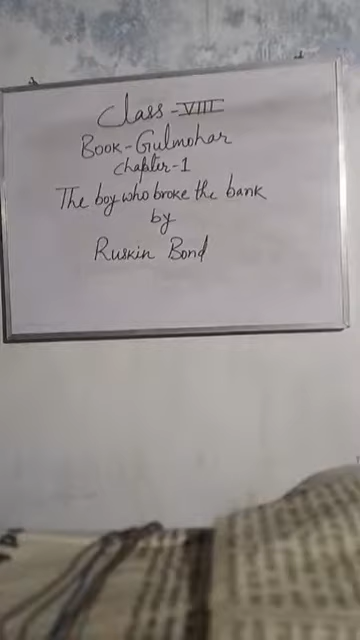 Class - VIII
Book - Gulmohar
Chapter - 1
The boy who broke the bank
by
Ruskin Bond